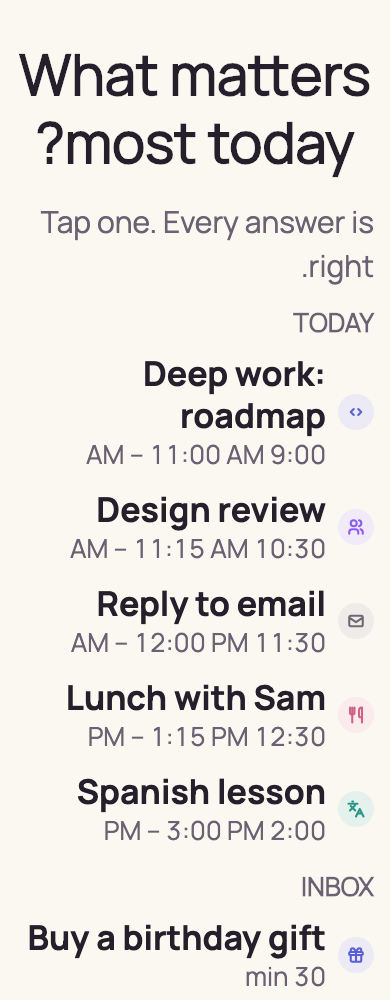 What matters
?most today
Tap one. Every answer is
.right
TODAY
Deep work:
roadmap
AM – 11:00 AM 9:00
Design review
AM – 11:15 AM 10:30
Reply to email
AM – 12:00 PM 11:30
Lunch with Sam
PM – 1:15 PM 12:30
Spanish lesson
PM – 3:00 PM 2:00
INBOX
Buy a birthday gift
min 30